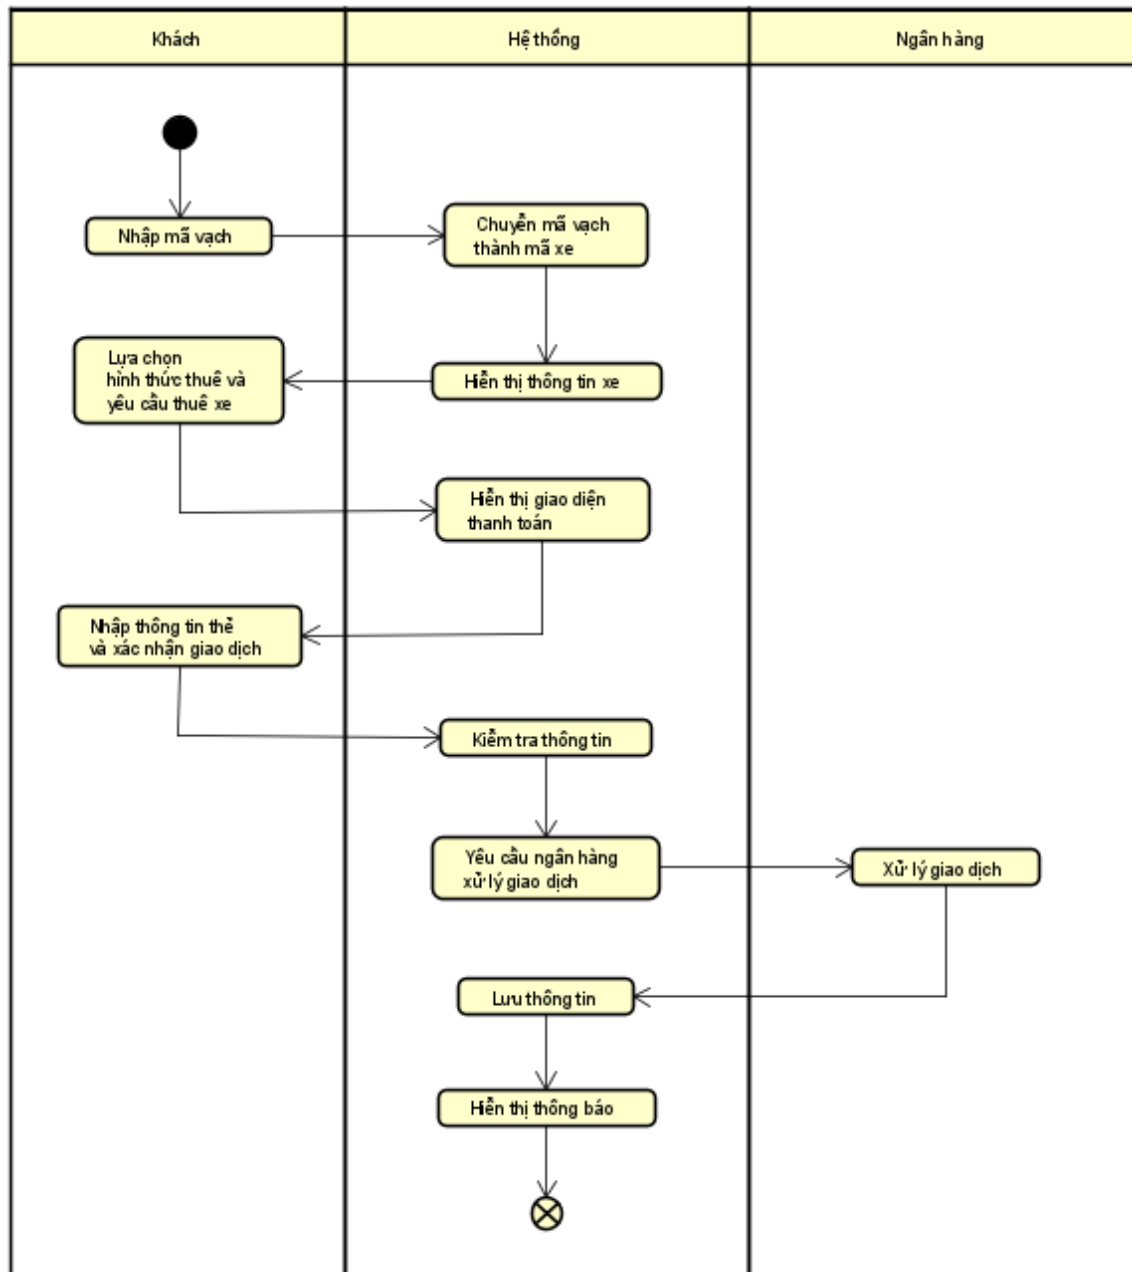 Khách
Hệ thống
Ngân hàng
Nhập mã vạch
Chuyển mã vạch
thành mã xe
Lựa chọn
hình thức thuê và
yêu cầu thuê xe
Hiển thị thông tin xe
Hiển thị giao diện
thanh toán
Nhập thông tin thẻ
và xác nhận giao dịch
Kiểm tra thông tin
Yêu cầu ngân hàng
xử lý giao dịch
Xử lý giao dịch
Lưu thông tin
Hiển thị thông báo